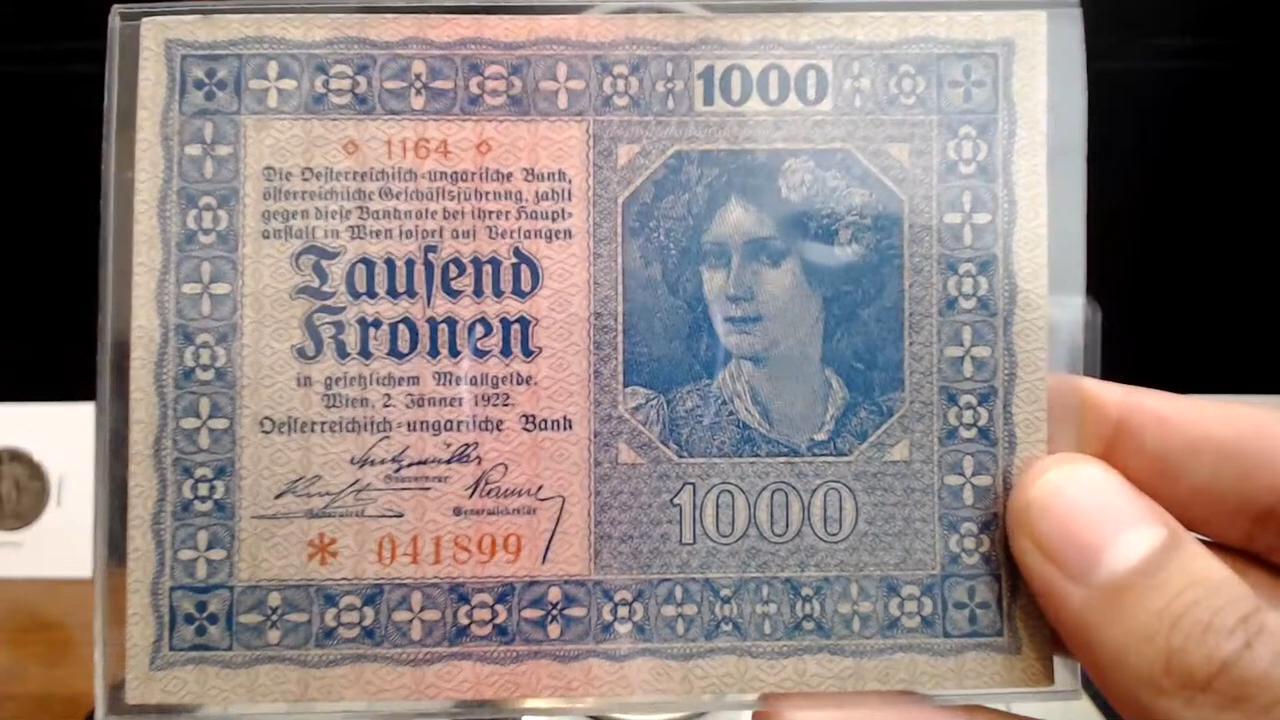 1000
⋄ 1164 ⋄
Die Oesterreichisch-ungarische Bank,
österreichische Geschäftsführung, zahlt
gegen diese Banknote bei ihrer Haupt-
anstalt in Wien sofort auf Verlangen
Tausend
Kronen
in gesetzlichem Metallgelde.
Wien, 2. Jänner 1922.
Oesterreichisch-ungarische Bank
Spitzmüller
Gouverneur
Generalrat
Generalsekretär
* 041899
1000